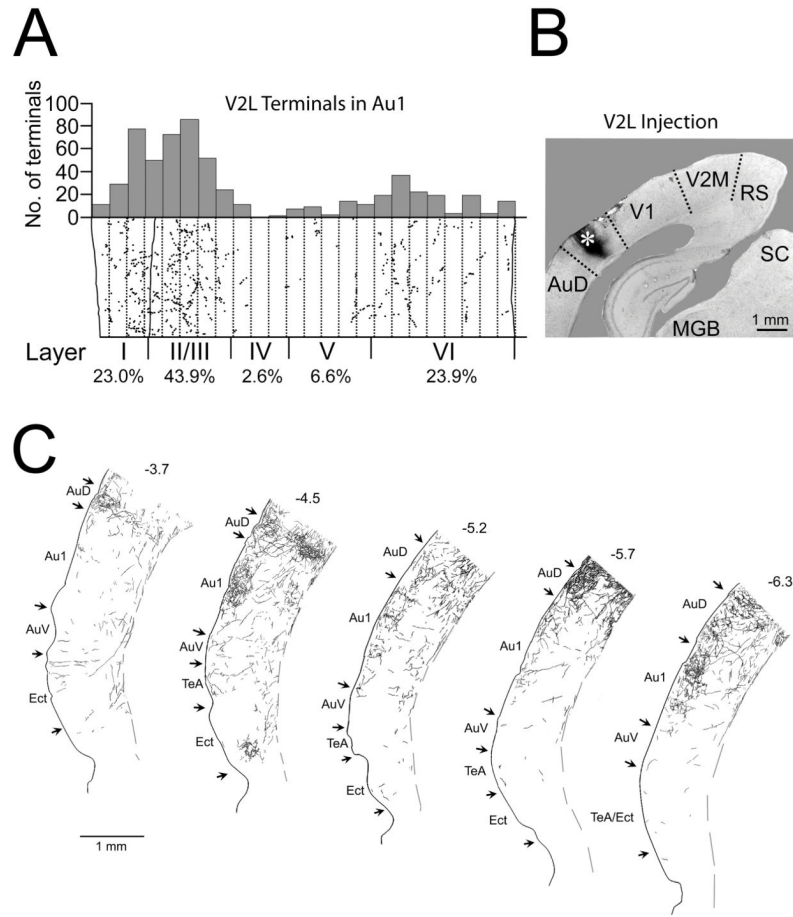 A
V2L Terminals in Au1
No. of terminals
100
80
60
40
20
0
Layer I II/III IV V VI
23.0% 43.9% 2.6% 6.6% 23.9%
B
V2L Injection
V2M
RS
V1
*
AuD
SC
MGB
1 mm
C
-3.7
AuD
Au1
AuV
Ect
-4.5
AuD
Au1
AuV
TeA
Ect
-5.2
AuD
Au1
AuV
TeA
Ect
-5.7
AuD
Au1
AuV
TeA
Ect
-6.3
AuD
Au1
AuV
TeA/Ect
1 mm